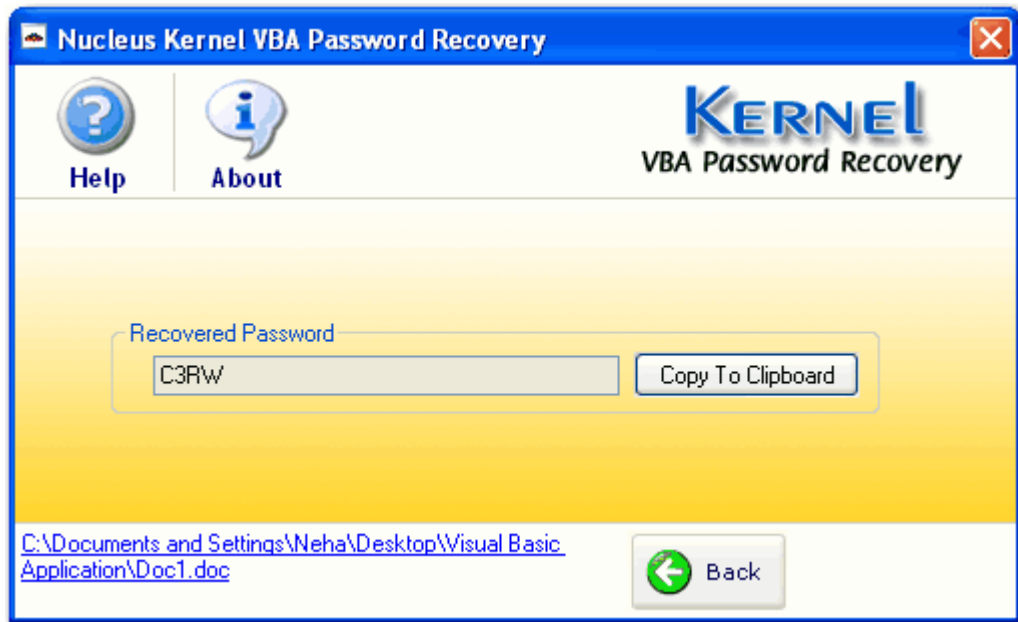 Nucleus Kernel VBA Password Recovery
Help
About
KERNEL
VBA Password Recovery
Recovered Password
C3RW
Copy To Clipboard
C:\Documents and Settings\Neha\Desktop\Visual Basic
Application\Doc1.doc
Back